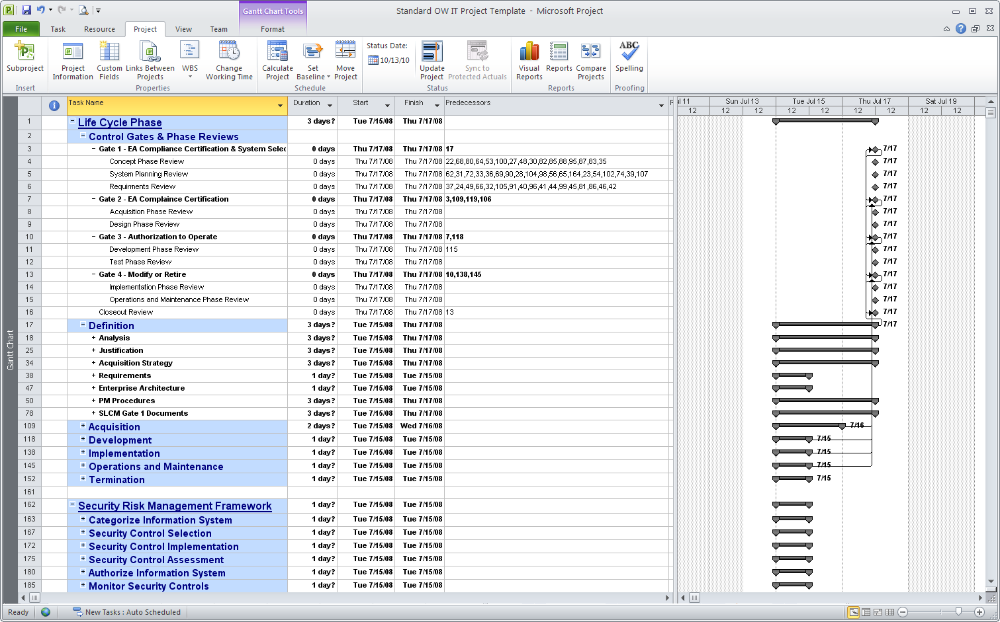 Gantt Chart Tools
Standard OW IT Project Template - Microsoft Project
File Task Resource Project View Team Format
Subproject
Project Information
Custom Fields
Links Between Projects
WBS
Change Working Time
Calculate Project
Set Baseline
Move Project
Status Date:
10/13/10
Update Project
Sync to Protected Actuals
Visual Reports
Reports
Compare Projects
ABC
Spelling
Insert Properties Schedule Status Reports Proofing
Task Name Duration Start Finish Predecessors
Jul 11 Sun Jul 13 Tue Jul 15 Thu Jul 17 Sat Jul 19
12 12 12 12 12 12 12 12 12
1 Life Cycle Phase 3 days? Tue 7/15/08 Thu 7/17/08
2 Control Gates & Phase Reviews
3 Gate 1 - EA Compliance Certification & System Selec 0 days Thu 7/17/08 Thu 7/17/08 17 7/17
4 Concept Phase Review 0 days Thu 7/17/08 Thu 7/17/08 22,68,80,64,53,100,27,48,30,82,85,88,95,87,83,35 7/17
5 System Planning Review 0 days Thu 7/17/08 Thu 7/17/08 62,31,72,33,36,69,90,28,104,98,56,65,164,23,54,102,74,39,107 7/17
6 Requirments Review 0 days Thu 7/17/08 Thu 7/17/08 37,24,49,66,32,105,91,40,96,41,44,99,45,81,86,46,42 7/17
7 Gate 2 - EA Complaince Certification 0 days Thu 7/17/08 Thu 7/17/08 3,109,119,106 7/17
8 Acquisition Phase Review 0 days Thu 7/17/08 Thu 7/17/08 7/17
9 Design Phase Review 0 days Thu 7/17/08 Thu 7/17/08 7/17
10 Gate 3 - Authorization to Operate 0 days Thu 7/17/08 Thu 7/17/08 7,118 7/17
11 Development Phase Review 0 days Thu 7/17/08 Thu 7/17/08 115 7/17
12 Test Phase Review 0 days Thu 7/17/08 Thu 7/17/08 7/17
13 Gate 4 - Modify or Retire 0 days Thu 7/17/08 Thu 7/17/08 10,138,145 7/17
14 Implementation Phase Review 0 days Thu 7/17/08 Thu 7/17/08 7/17
15 Operations and Maintenance Phase Review 0 days Thu 7/17/08 Thu 7/17/08 7/17
16 Closeout Review 0 days Thu 7/17/08 Thu 7/17/08 13 7/17
17 Definition 3 days? Tue 7/15/08 Thu 7/17/08 7/17
18 Analysis 3 days? Tue 7/15/08 Thu 7/17/08
25 Justification 3 days? Tue 7/15/08 Thu 7/17/08
34 Acquisition Strategy 3 days? Tue 7/15/08 Thu 7/17/08
38 Requirements 1 day? Tue 7/15/08 Tue 7/15/08
47 Enterprise Architecture 1 day? Tue 7/15/08 Tue 7/15/08
50 PM Procedures 3 days? Tue 7/15/08 Thu 7/17/08
78 SLCM Gate 1 Documents 3 days? Tue 7/15/08 Thu 7/17/08
109 Acquisition 2 days? Tue 7/15/08 Wed 7/16/08 7/16
118 Development 1 day? Tue 7/15/08 Tue 7/15/08 7/15
138 Implementation 1 day? Tue 7/15/08 Tue 7/15/08 7/15
145 Operations and Maintenance 1 day? Tue 7/15/08 Tue 7/15/08 7/15
152 Termination 1 day? Tue 7/15/08 Tue 7/15/08 7/15
161
162 Security Risk Management Framework 1 day? Tue 7/15/08 Tue 7/15/08
163 Categorize Information System 1 day? Tue 7/15/08 Tue 7/15/08
167 Security Control Selection 1 day? Tue 7/15/08 Tue 7/15/08
172 Security Control Implementation 1 day? Tue 7/15/08 Tue 7/15/08
175 Security Control Assessment 1 day? Tue 7/15/08 Tue 7/15/08
180 Authorize Information System 1 day? Tue 7/15/08 Tue 7/15/08
185 Monitor Security Controls 1 day? Tue 7/15/08 Tue 7/15/08
Gantt Chart
Ready New Tasks : Auto Scheduled